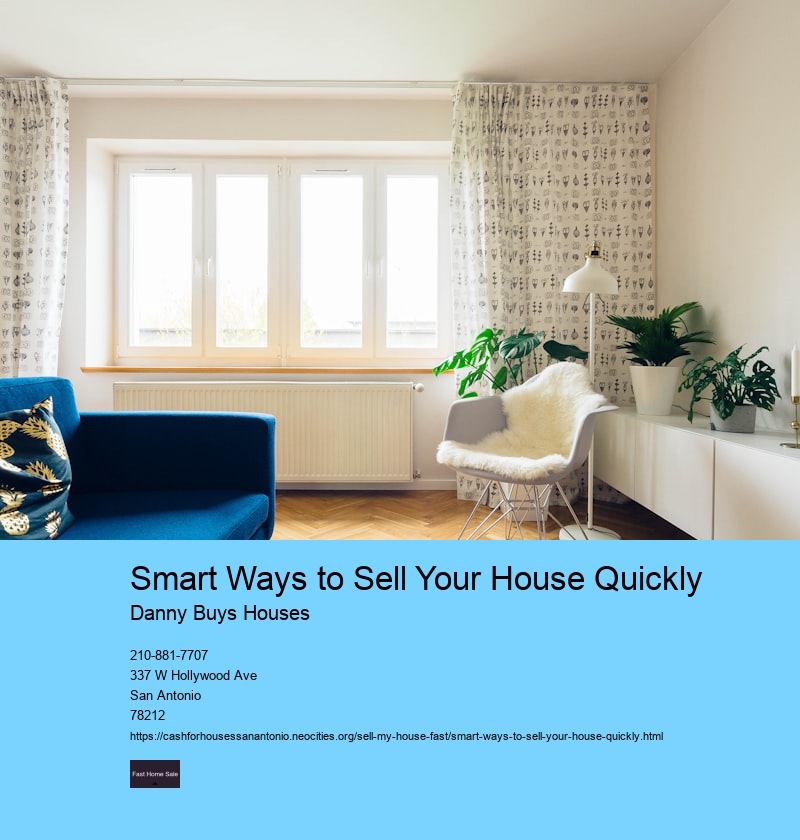 Smart Ways to Sell Your House Quickly
Danny Buys Houses
210-881-7707
337 W Hollywood Ave
San Antonio
78212
https://cashforhousessanantonio.neocities.org/sell-my-house-fast/smart-ways-to-sell-your-house-quickly.html
Fast Home Sale